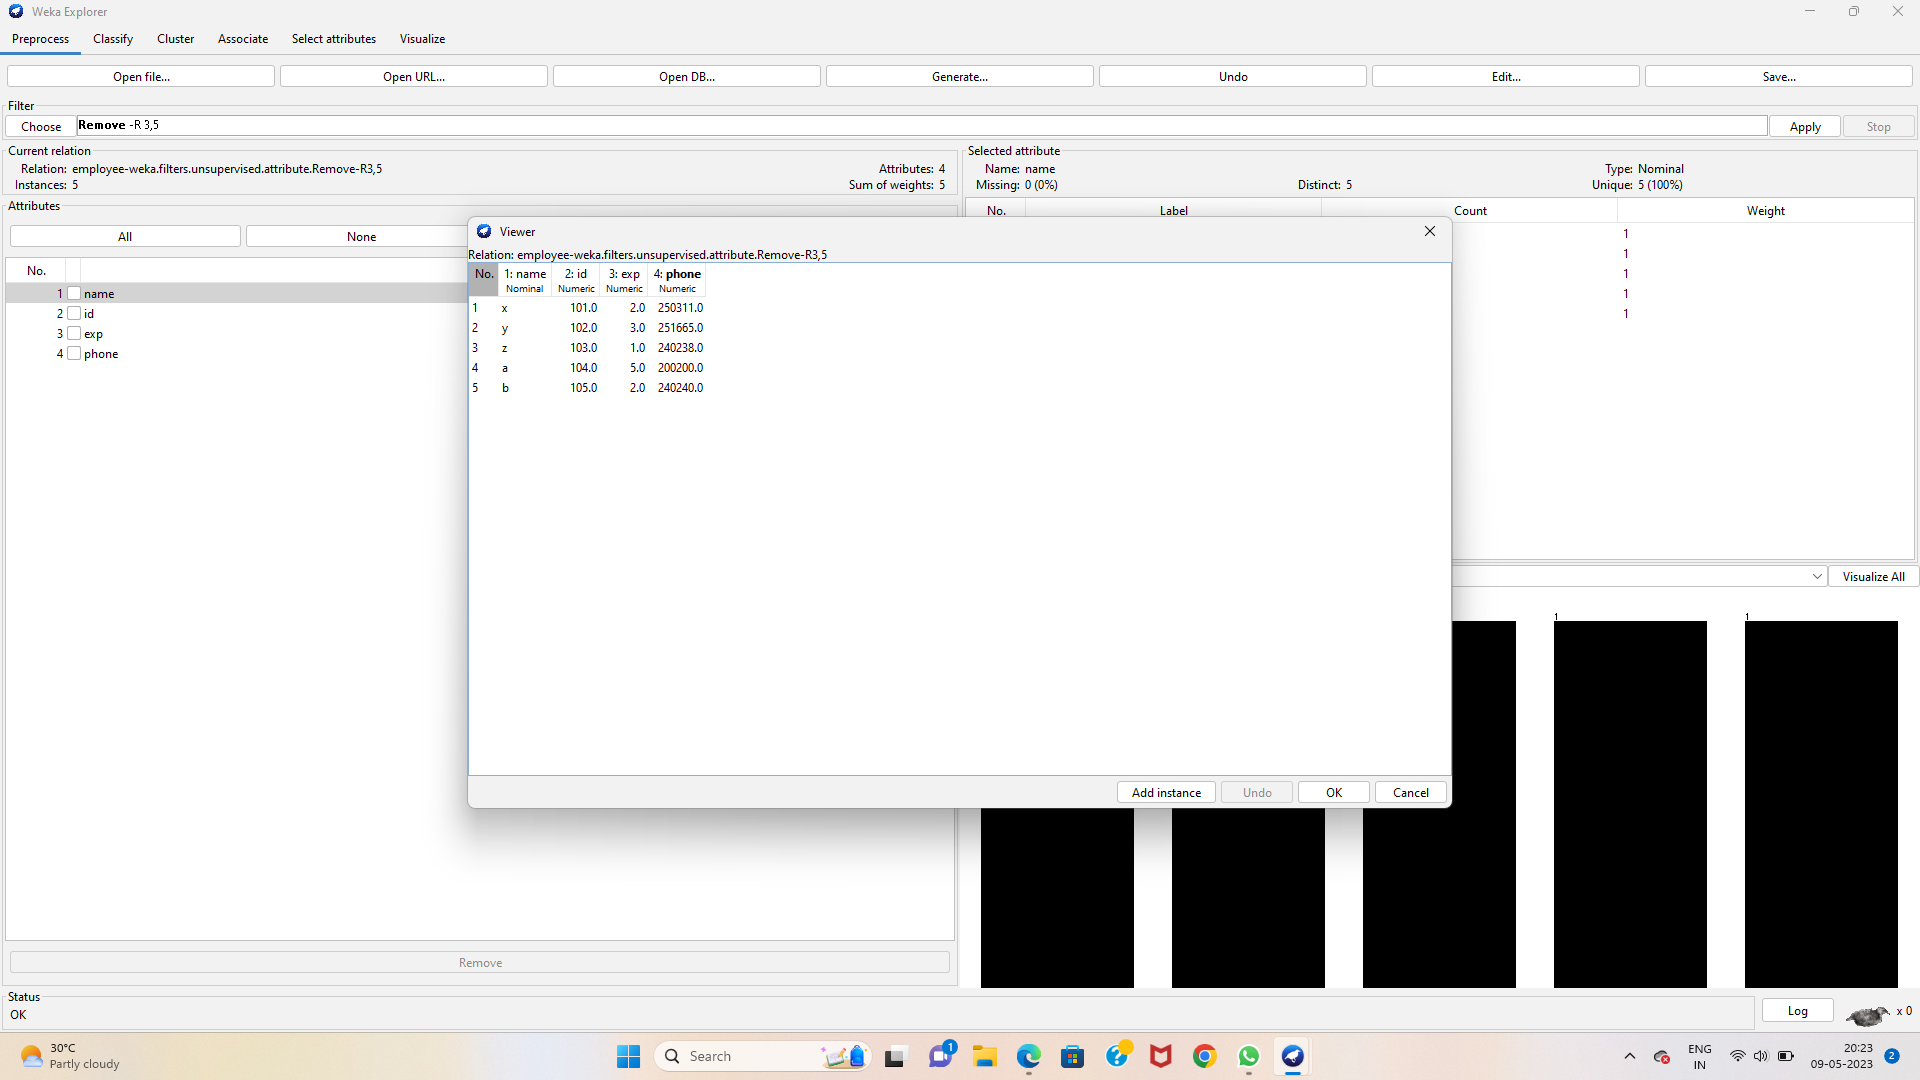 Weka Explorer
Preprocess Classify Cluster Associate Select attributes Visualize
Open file... Open URL... Open DB... Generate... Undo Edit... Save...
Filter
Choose Remove -R 3,5 Apply Stop
Current relation
Relation: employee-weka.filters.unsupervised.attribute.Remove-R3,5 Attributes: 4
Instances: 5 Sum of weights: 5
Selected attribute
Name: name Type: Nominal
Missing: 0 (0%) Distinct: 5 Unique: 5 (100%)
Attributes
All None
No.
1 name
2 id
3 exp
4 phone
Remove
No. Label Count Weight
1
1
1
1
1
Viewer
Relation: employee-weka.filters.unsupervised.attribute.Remove-R3,5
No. 1: name 2: id 3: exp 4: phone
Nominal Numeric Numeric Numeric
1 x 101.0 2.0 250311.0
2 y 102.0 3.0 251665.0
3 z 103.0 1.0 240238.0
4 a 104.0 5.0 200200.0
5 b 105.0 2.0 240240.0
Add instance Undo OK Cancel
Visualize All
1 1
Status
OK
Log x 0
30°C
Partly cloudy
Search
1
ENG
IN
20:23
09-05-2023
2